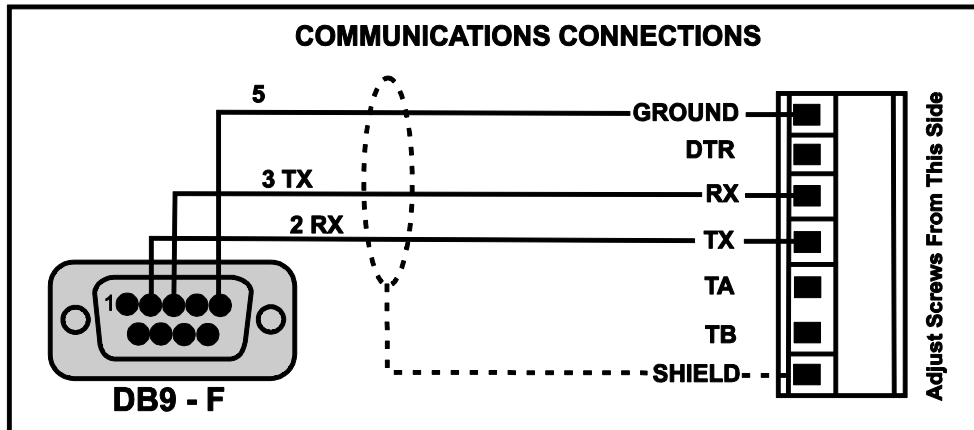 COMMUNICATIONS CONNECTIONS
5
GROUND
DTR
3 TX
RX
2 RX
TX
TA
TB
SHIELD
1
DB9 - F
Adjust Screws From This Side